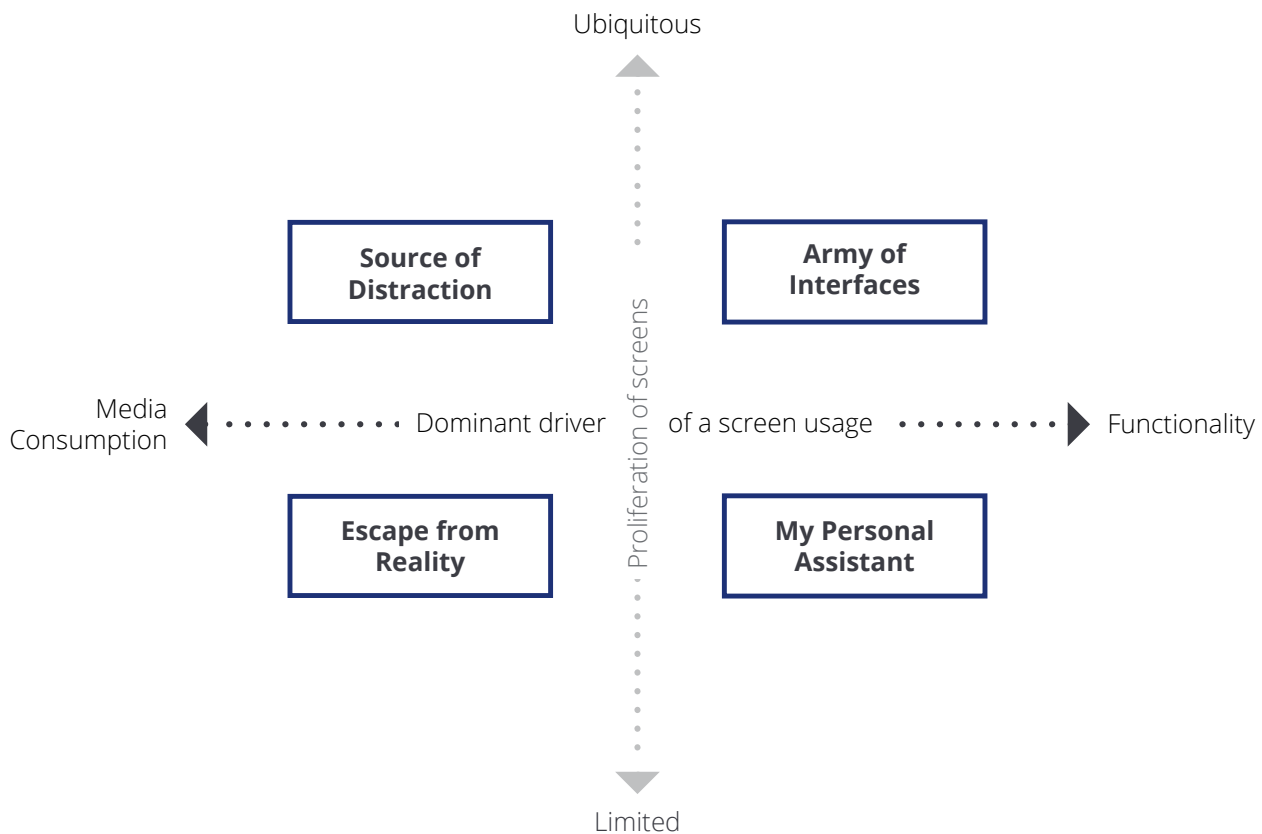 Ubiquitous
Source of
Distraction
Army of
Interfaces
Proliferation of screens
Media
Consumption
Dominant driver of a screen usage
Functionality
Escape from
Reality
My Personal
Assistant
Limited